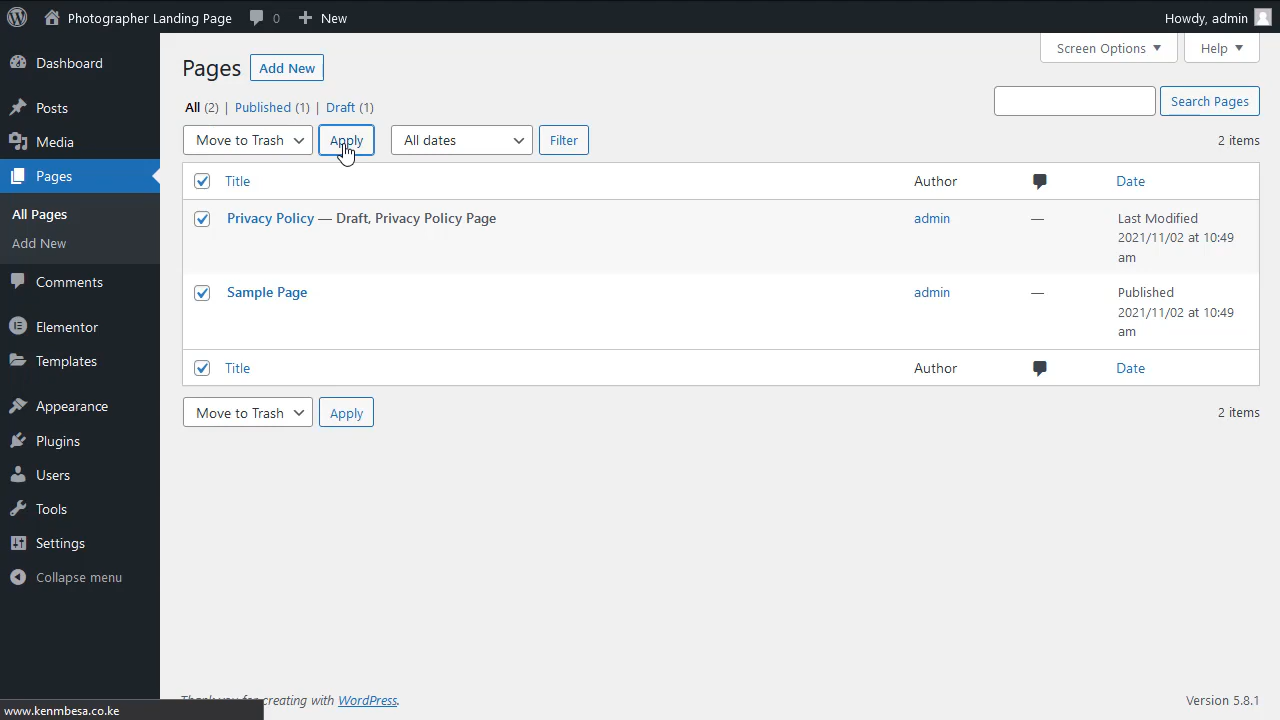 Photographer Landing Page 0 New Howdy, admin
Screen Options Help
Dashboard
Posts
Media
Pages
All Pages
Add New
Comments
Elementor
Templates
Appearance
Plugins
Users
Tools
Settings
Collapse menu
Pages Add New
All (2) | Published (1) | Draft (1)
Search Pages
Move to Trash Apply All dates Filter 2 items
Title Author Date
Privacy Policy — Draft, Privacy Policy Page admin — Last Modified
2021/11/02 at 10:49
am
Sample Page admin — Published
2021/11/02 at 10:49
am
Title Author Date
Move to Trash Apply 2 items
Thank you for creating with WordPress. Version 5.8.1
www.kenmbesa.co.ke